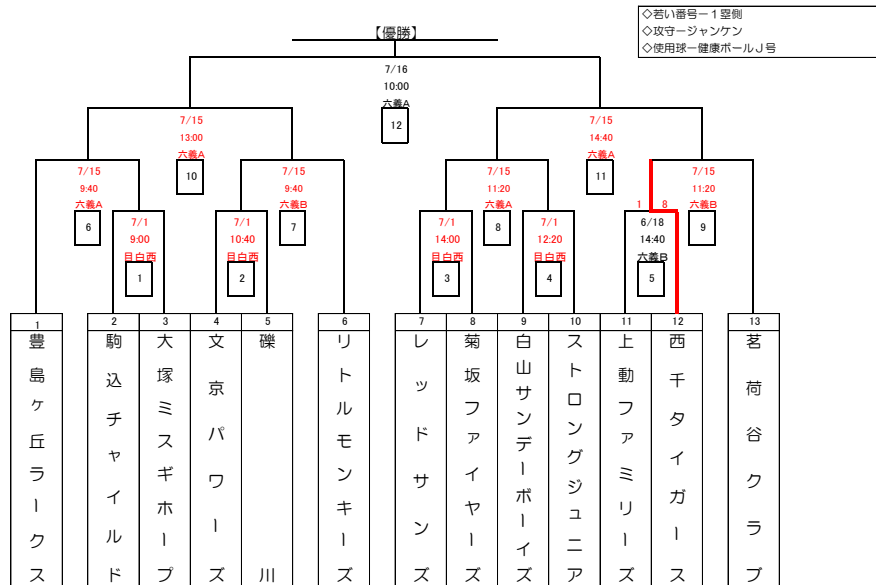 ◇若い番号ー１塁側
◇攻守ージャンケン
◇使用球ー健康ボールＪ号
【優勝】
7/16
10:00
六義A
12
7/15
13:00
六義A
10
7/15
14:40
六義A
11
7/15
9:40
六義A
6
7/15
9:40
六義B
7
7/15
11:20
六義A
8
7/15
11:20
六義B
9
1 8
7/1
9:00
目白西
1
7/1
10:40
目白西
2
7/1
14:00
目白西
3
7/1
12:20
目白西
4
6/18
14:40
六義B
5
1
豊島ヶ丘ラークス
2
駒込チャイルド
3
大塚ミスギホープ
4
文京パワーズ
5
礫川
6
リトルモンキーズ
7
レッドサンズ
8
菊坂ファイヤーズ
9
白山サンデーボーイズ
10
ストロングジュニア
11
上動ファミリーズ
12
西千タイガース
13
茗荷谷クラブ